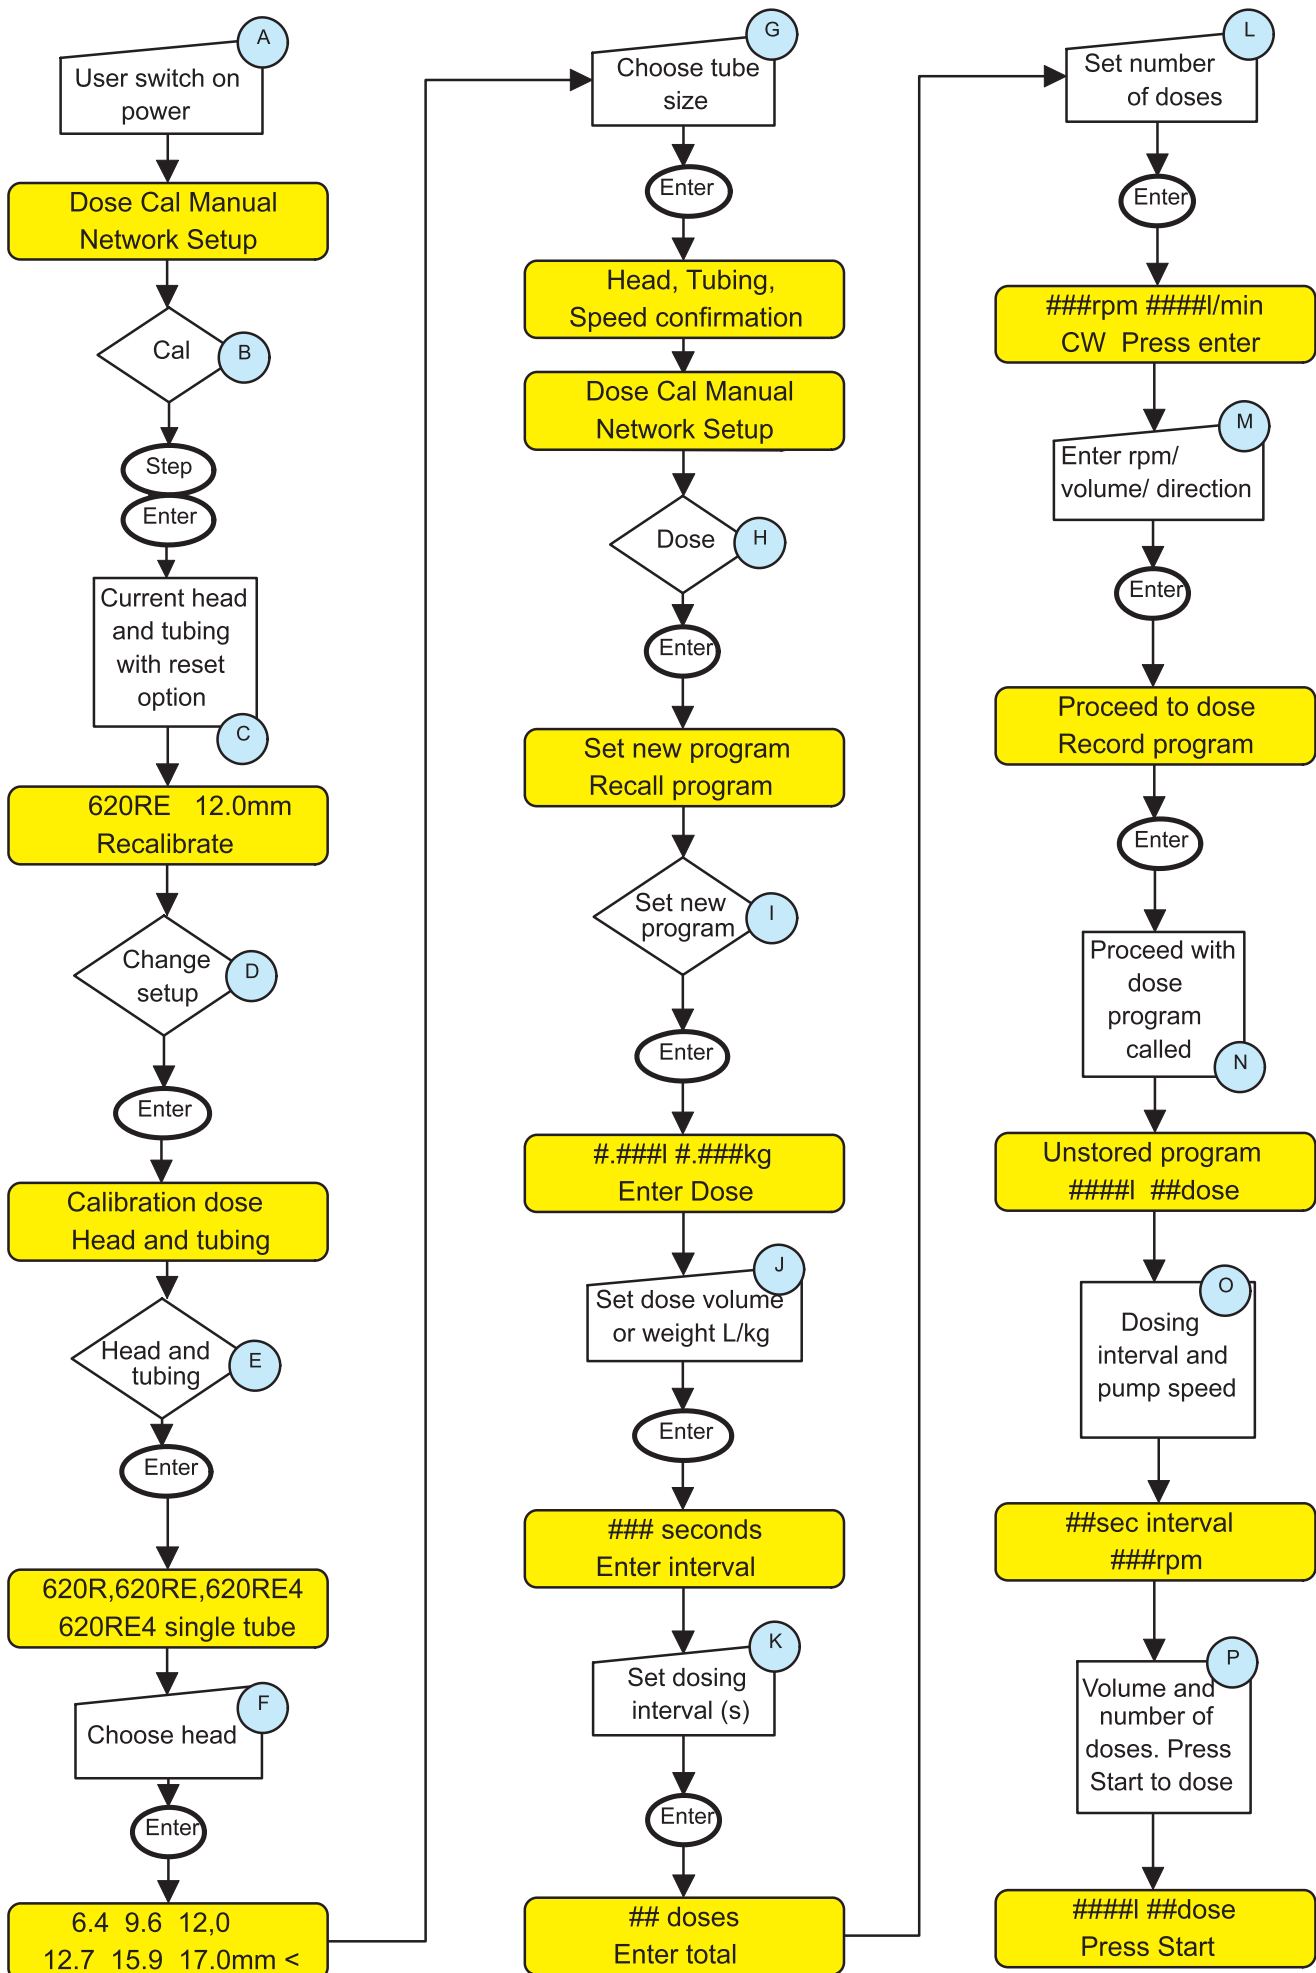 A
User switch on
power
Dose Cal Manual
Network Setup
Cal
B
Step
Enter
Current head
and tubing
with reset
option
C
620RE 12.0mm
Recalibrate
Change
setup
D
Enter
Calibration dose
Head and tubing
Head and
tubing
E
Enter
620R,620RE,620RE4
620RE4 single tube
F
Choose head
Enter
6.4 9.6 12,0
12.7 15.9 17.0mm <
G
Choose tube
size
Enter
Head, Tubing,
Speed confirmation
Dose Cal Manual
Network Setup
Dose
H
Enter
Set new program
Recall program
Set new
program
I
Enter
#.###l #.###kg
Enter Dose
J
Set dose volume
or weight L/kg
Enter
### seconds
Enter interval
K
Set dosing
interval (s)
Enter
## doses
Enter total
L
Set number
of doses
Enter
###rpm ####l/min
CW Press enter
M
Enter rpm/
volume/ direction
Enter
Proceed to dose
Record program
Enter
Proceed with
dose
program
called
N
Unstored program
####l ##dose
O
Dosing
interval and
pump speed
##sec interval
###rpm
P
Volume and
number of
doses. Press
Start to dose
####l ##dose
Press Start